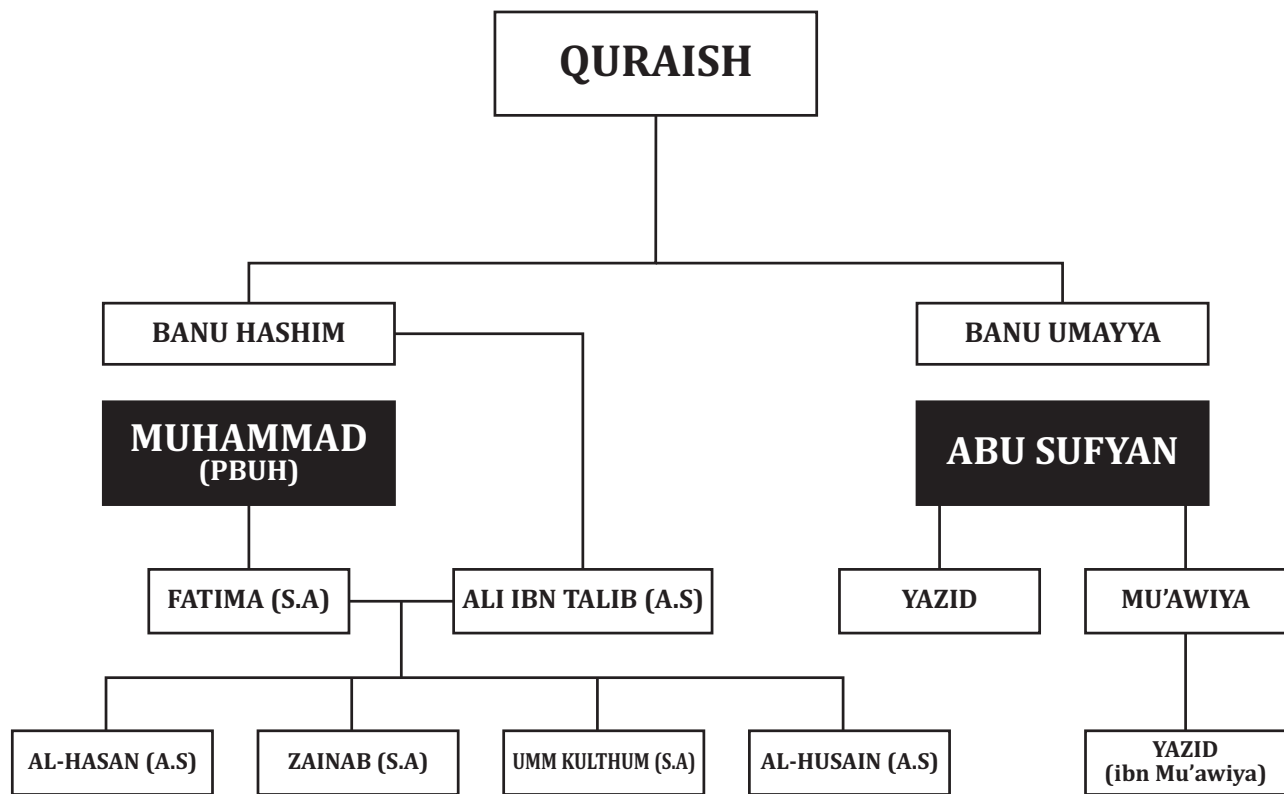 QURAISH
BANU HASHIM
BANU UMAYYA
MUHAMMAD
(PBUH)
ABU SUFYAN
FATIMA (S.A)
ALI IBN TALIB (A.S)
YAZID
MU’AWIYA
AL-HASAN (A.S)
ZAINAB (S.A)
UMM KULTHUM (S.A)
AL-HUSAIN (A.S)
YAZID
(ibn Mu’awiya)